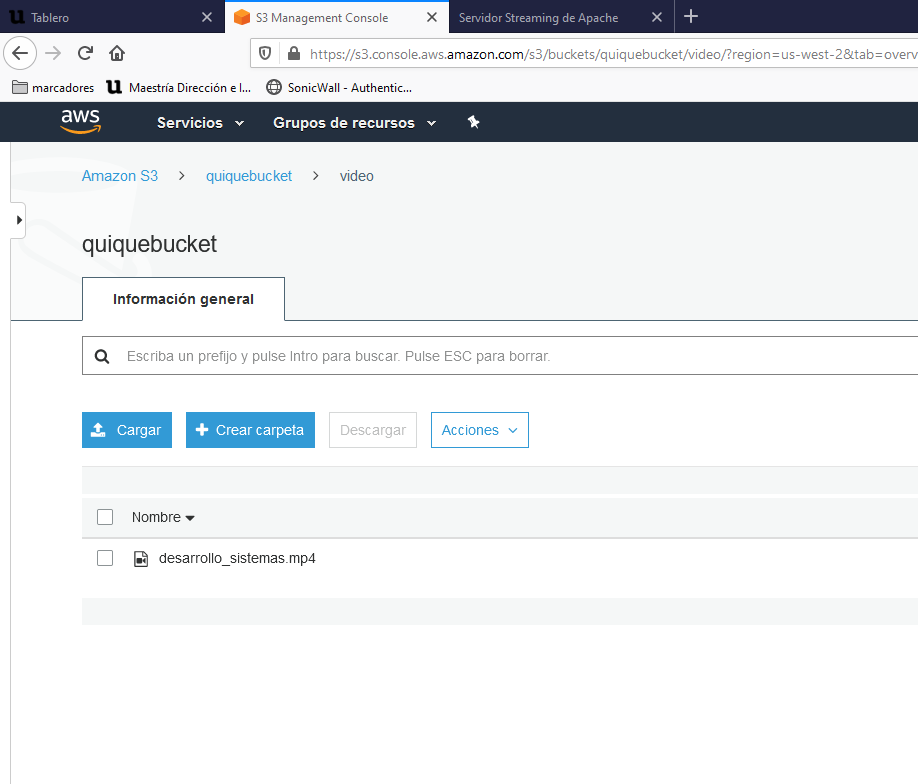 Tablero
S3 Management Console
Servidor Streaming de Apache
https://s3.console.aws.amazon.com/s3/buckets/quiquebucket/video/?region=us-west-2&tab=overv
marcadores
Maestría Dirección e I...
SonicWall - Authentic...
aws
Servicios
Grupos de recursos
Amazon S3 > quiquebucket > video
quiquebucket
Información general
Escriba un prefijo y pulse Intro para buscar. Pulse ESC para borrar.
Cargar
Crear carpeta
Descargar
Acciones
Nombre
desarrollo_sistemas.mp4